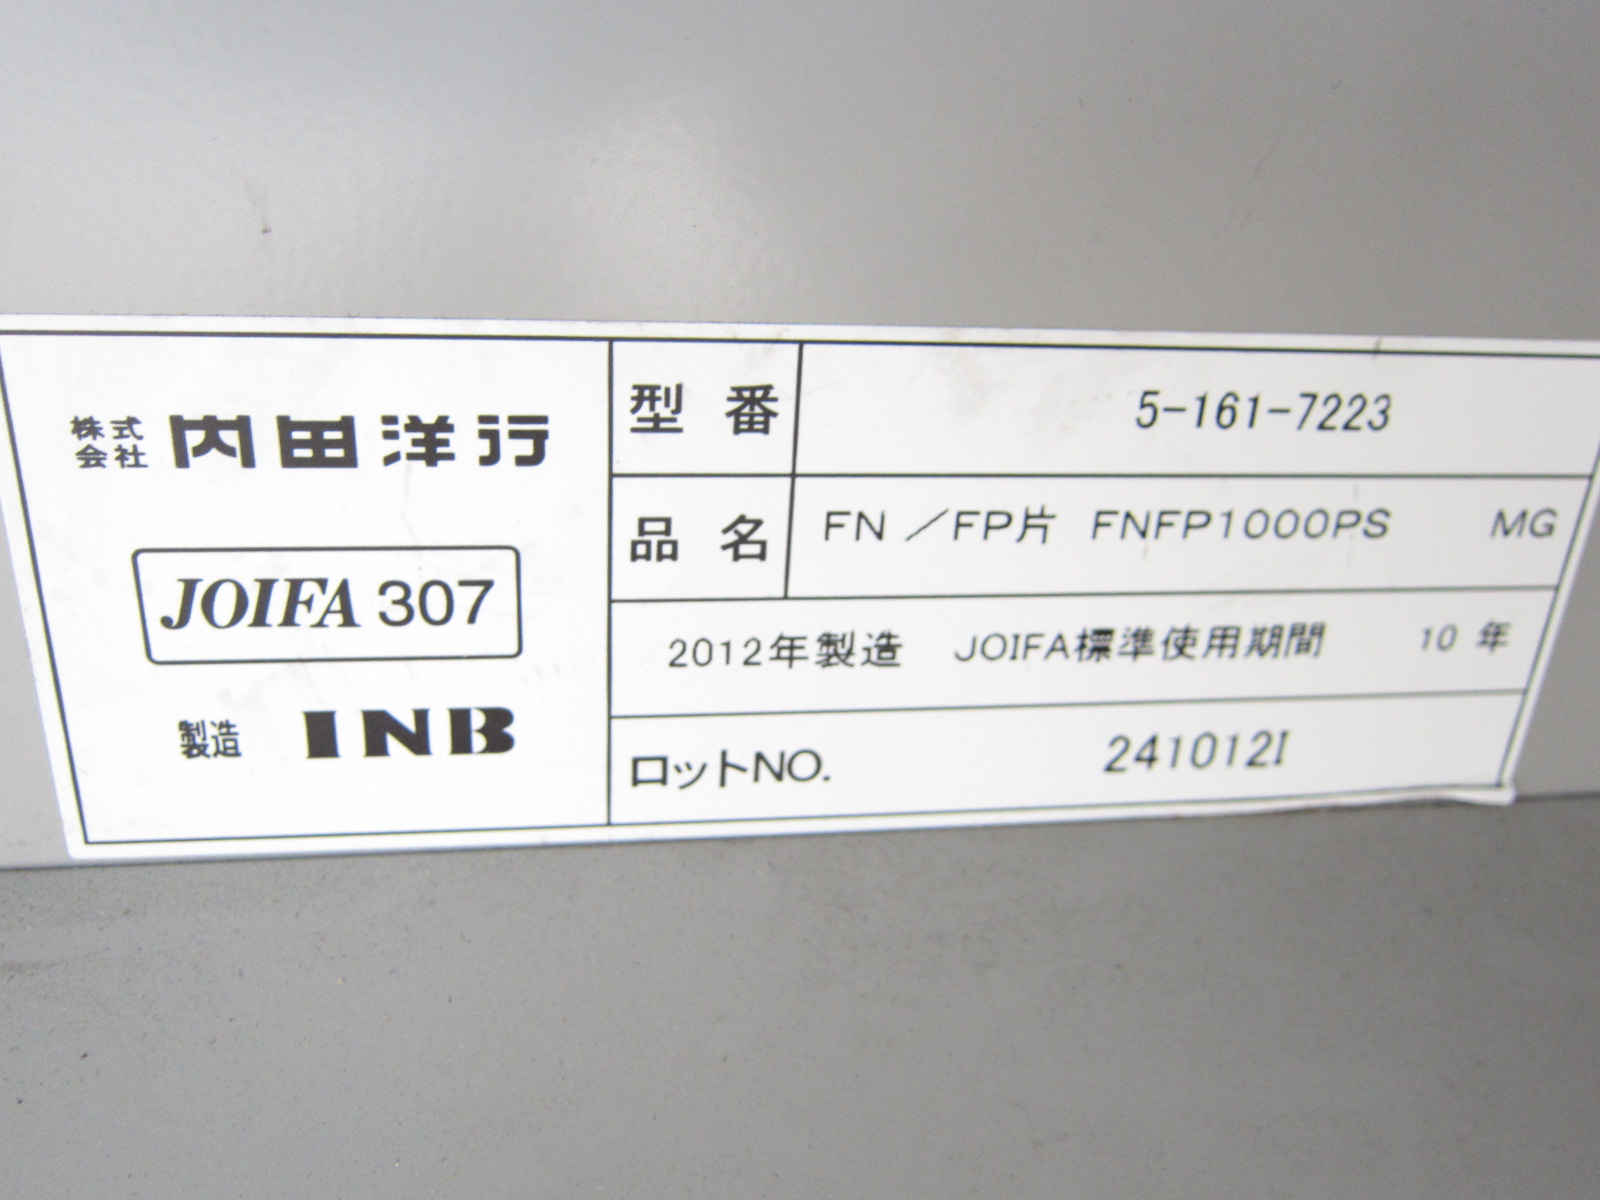 株式会社 内田洋行
JOIFA 307
製造 INB
型番 5-161-7223
品名 FN／FP片 FNFP1000PS MG
2012年製造 JOIFA標準使用期間 10年
ロットNO. 241012I